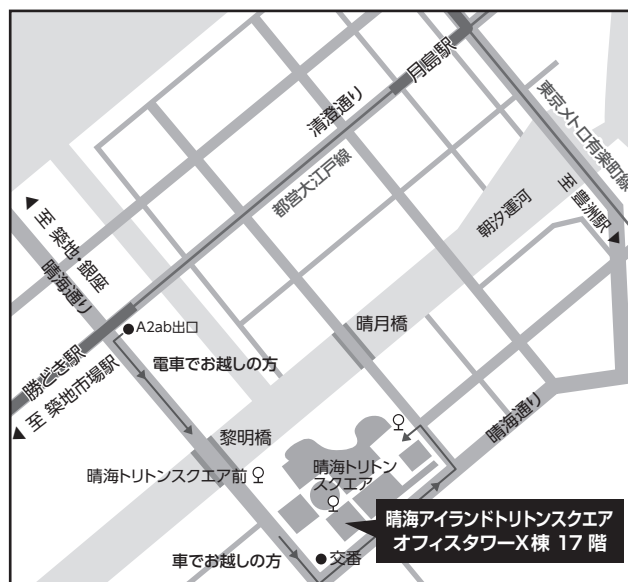 月島駅
清澄通り
都営大江戸線
東京メトロ有楽町線
至 豊洲駅
朝汐運河
至 築地・銀座
晴海通り
A2ab出口
勝どき駅
至 築地市場駅
電車でお越しの方
晴月橋
黎明橋
晴海通り
晴海トリトンスクエア前
晴海トリトン
スクエア
晴海アイランドトリトンスクエア
オフィスタワーX棟 17 階
車でお越しの方
交番